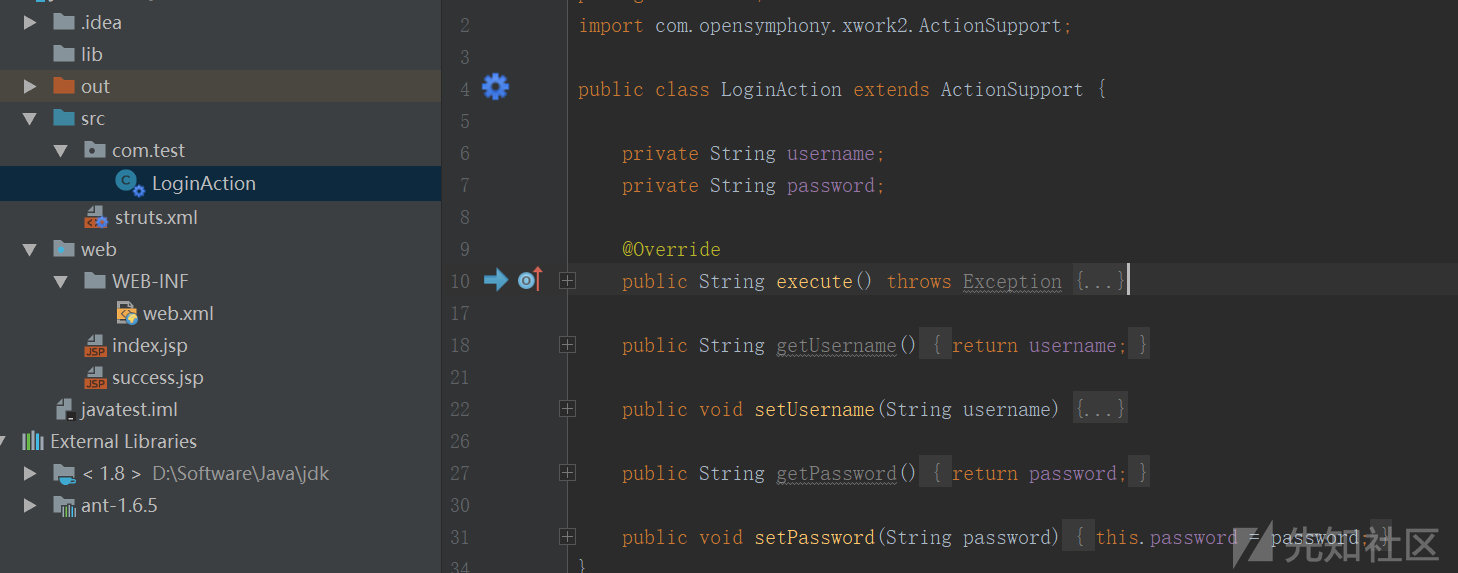 .idea
lib
out
src
com.test
LoginAction
struts.xml
web
WEB-INF
web.xml
index.jsp
success.jsp
javatest.iml
External Libraries
< 1.8 > D:\Software\Java\jdk
ant-1.6.5
2 import com.opensymphony.xwork2.ActionSupport;
3
4 public class LoginAction extends ActionSupport {
5
6 private String username;
7 private String password;
8
9 @Override
10 public String execute() throws Exception {...}
17
18 public String getUsername() { return username; }
21
22 public void setUsername(String username) {...}
26
27 public String getPassword() { return password; }
30
31 public void setPassword(String password) { this.password = password; }
34 }
先知社区